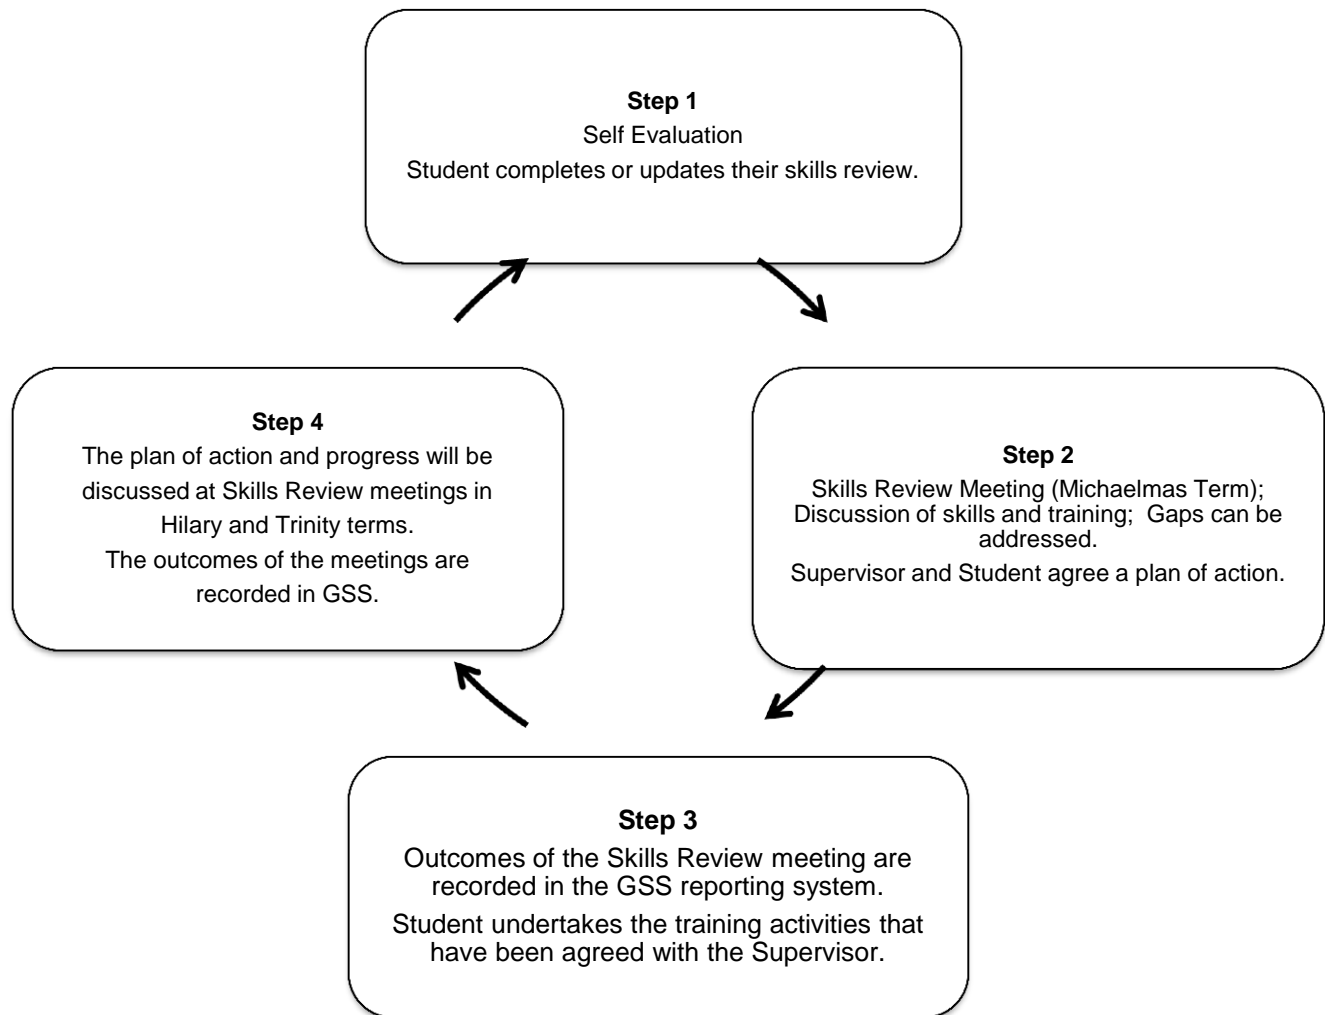 Step 1
Self Evaluation
Student completes or updates their skills review.
Step 2
Skills Review Meeting (Michaelmas Term);
Discussion of skills and training;  Gaps can be
addressed.
Supervisor and Student agree a plan of action.
Step 3
Outcomes of the Skills Review meeting are
recorded in the GSS reporting system.
Student undertakes the training activities that
have been agreed with the Supervisor.
Step 4
The plan of action and progress will be
discussed at Skills Review meetings in
Hilary and Trinity terms.
The outcomes of the meetings are
recorded in GSS.